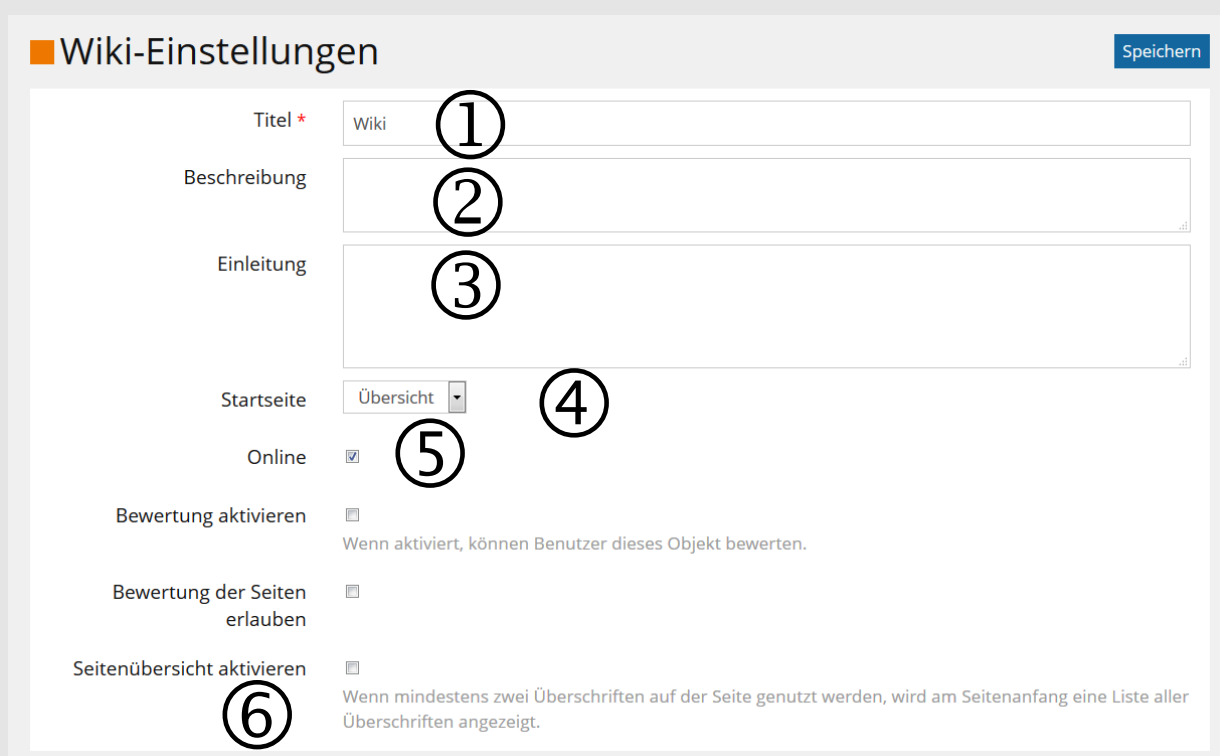 Wiki-Einstellungen
Speichern
Titel *
Wiki
①
Beschreibung
②
Einleitung
③
Startseite
Übersicht
④
Online
⑤
Bewertung aktivieren
Wenn aktiviert, können Benutzer dieses Objekt bewerten.
Bewertung der Seiten
erlauben
Seitenübersicht aktivieren
⑥
Wenn mindestens zwei Überschriften auf der Seite genutzt werden, wird am Seitenanfang eine Liste aller
Überschriften angezeigt.